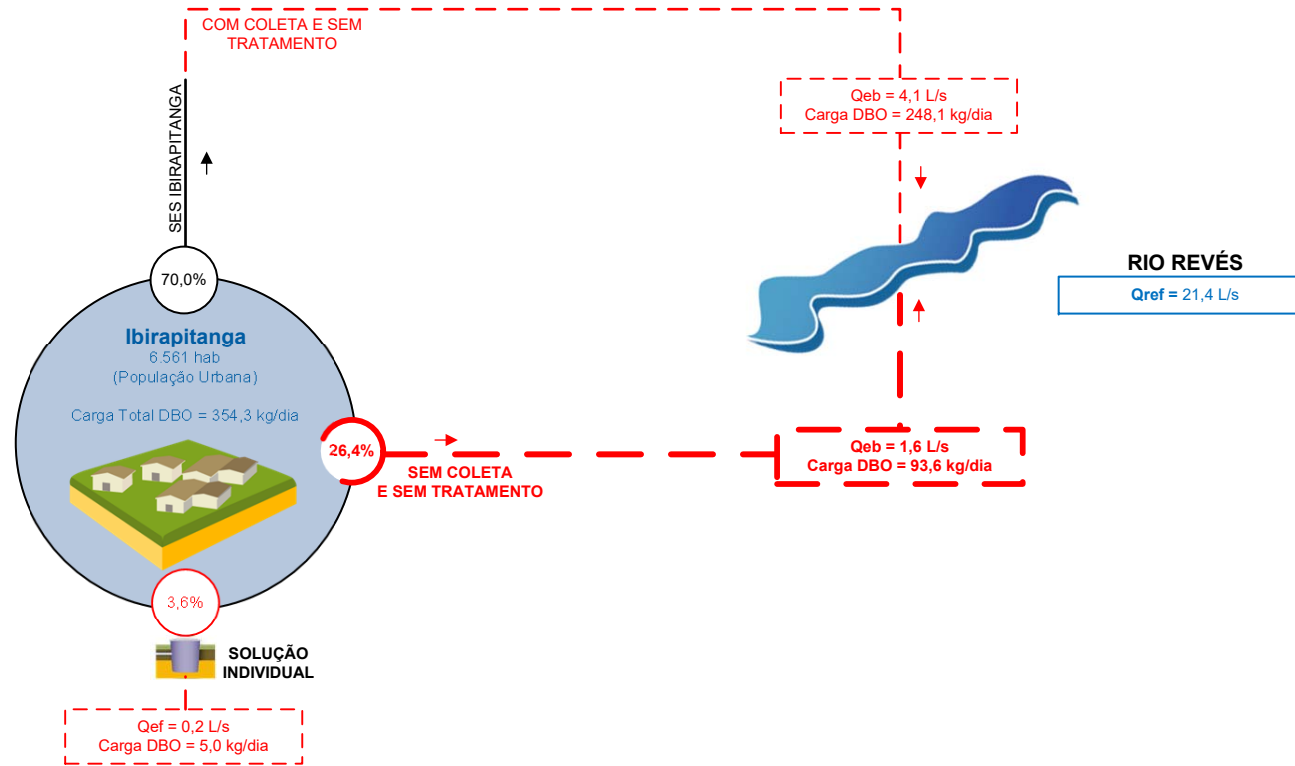 COM COLETA E SEM
TRATAMENTO
Qeb = 4,1 L/s
Carga DBO = 248,1 kg/dia
SES IBIRAPITANGA
70,0%
RIO REVÉS
Qref = 21,4 L/s
Ibirapitanga
6.561 hab
(População Urbana)
Carga Total DBO = 354,3 kg/dia
26,4%
SEM COLETA
E SEM TRATAMENTO
Qeb = 1,6 L/s
Carga DBO = 93,6 kg/dia
3,6%
SOLUÇÃO
INDIVIDUAL
Qef = 0,2 L/s
Carga DBO = 5,0 kg/dia